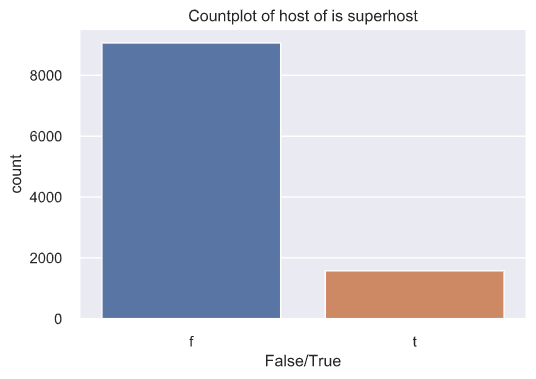 Countplot of host of is superhost
8000
6000
4000
2000
0
count
f t
False/True